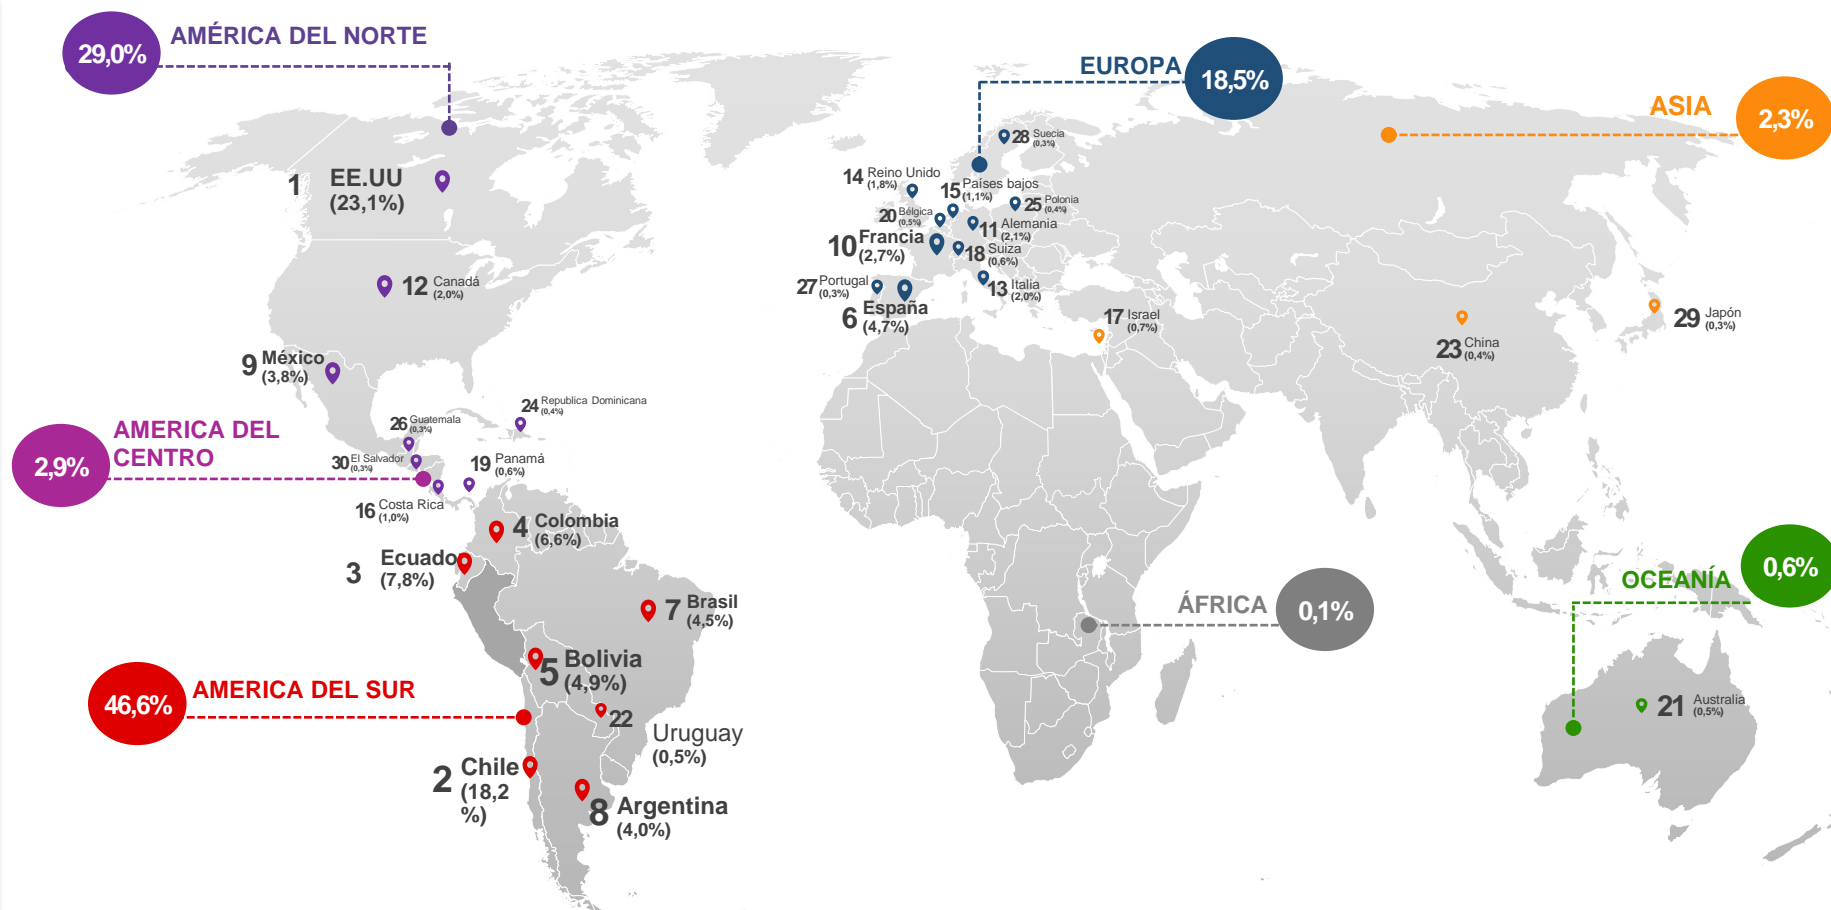 29,0%
AMÉRICA DEL NORTE
EUROPA
18,5%
ASIA
2,3%
1
EE.UU
(23,1%)
12 Canadá
(2,0%)
9 México
(3,8%)
24 Republica Dominicana
(0,4%)
26 Guatemala
(0,3%)
30 El Salvador
(0,3%)
19 Panamá
(0,6%)
16 Costa Rica
(1,0%)
AMERICA DEL
CENTRO
2,9%
28 Suecia
(0,3%)
14 Reino Unido
(1,8%)
15 Países bajos
(1,1%)
25 Polonia
(0,4%)
20 Bélgica
(0,5%)
11 Alemania
(2,1%)
10 Francia
(2,7%)
18 Suiza
(0,6%)
27 Portugal
(0,3%)
13 Italia
(2,0%)
6 España
(4,7%)
17 Israel
(0,7%)
23 China
(0,4%)
29 Japón
(0,3%)
4 Colombia
(6,6%)
3
Ecuador
(7,8%)
7 Brasil
(4,5%)
5 Bolivia
(4,9%)
46,6%
AMERICA DEL SUR
22
Uruguay
(0,5%)
2 Chile
(18,2
%)
8 Argentina
(4,0%)
ÁFRICA
0,1%
OCEANÍA
0,6%
21 Australia
(0,5%)